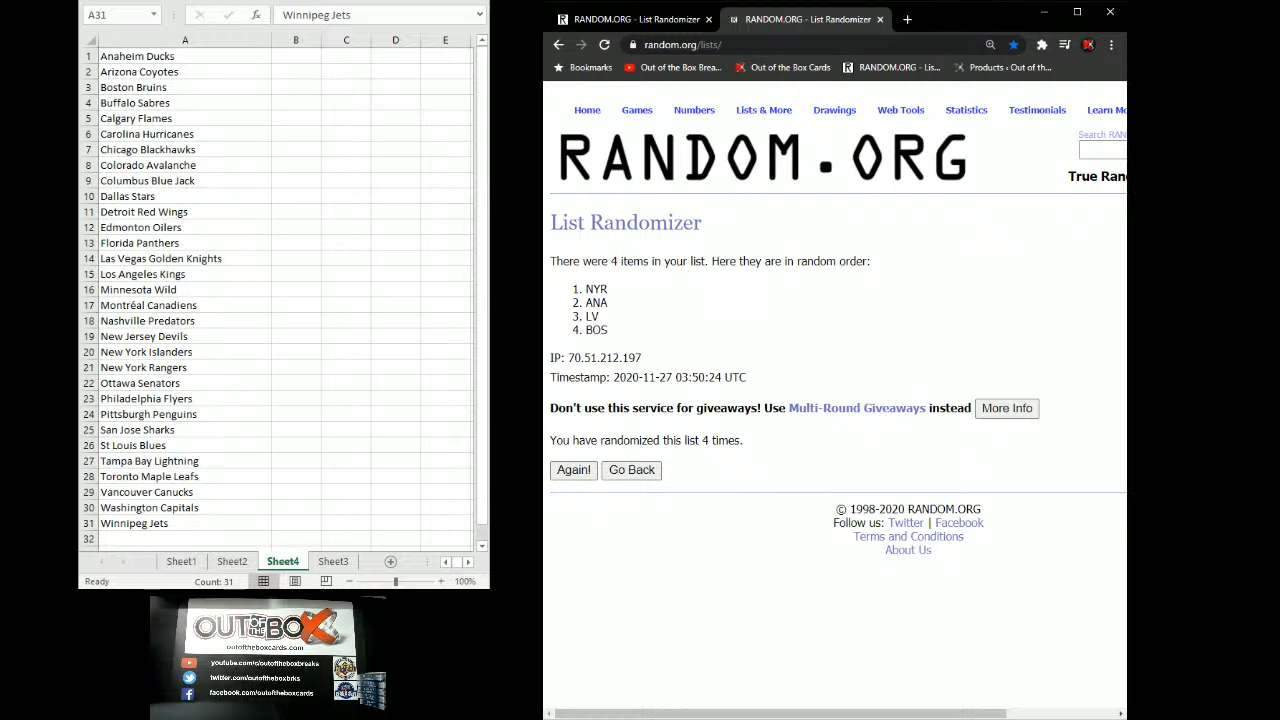 A31
Winnipeg Jets
A B C D E
1 Anaheim Ducks
2 Arizona Coyotes
3 Boston Bruins
4 Buffalo Sabres
5 Calgary Flames
6 Carolina Hurricanes
7 Chicago Blackhawks
8 Colorado Avalanche
9 Columbus Blue Jack
10 Dallas Stars
11 Detroit Red Wings
12 Edmonton Oilers
13 Florida Panthers
14 Las Vegas Golden Knights
15 Los Angeles Kings
16 Minnesota Wild
17 Montréal Canadiens
18 Nashville Predators
19 New Jersey Devils
20 New York Islanders
21 New York Rangers
22 Ottawa Senators
23 Philadelphia Flyers
24 Pittsburgh Penguins
25 San Jose Sharks
26 St Louis Blues
27 Tampa Bay Lightning
28 Toronto Maple Leafs
29 Vancouver Canucks
30 Washington Capitals
31 Winnipeg Jets
32
Sheet1 Sheet2 Sheet4 Sheet3
Ready Count: 31 100%
OUT OF THE BOX
outoftheboxcards.com
youtube.com/c/outoftheboxbreaks
twitter.com/outoftheboxbrks
facebook.com/outoftheboxcards
RANDOM.ORG - List Randomizer RANDOM.ORG - List Randomizer
random.org/lists/
Bookmarks Out of the Box Brea... Out of the Box Cards RANDOM.ORG - Lis... Products ‹ Out of th...
Home Games Numbers Lists & More Drawings Web Tools Statistics Testimonials Learn Mo
Search RAN
RANDOM.ORG
True Ran
List Randomizer
There were 4 items in your list. Here they are in random order:
1. NYR
2. ANA
3. LV
4. BOS
IP: 70.51.212.197
Timestamp: 2020-11-27 03:50:24 UTC
Don't use this service for giveaways! Use Multi-Round Giveaways instead More Info
You have randomized this list 4 times.
Again! Go Back
© 1998-2020 RANDOM.ORG
Follow us: Twitter | Facebook
Terms and Conditions
About Us